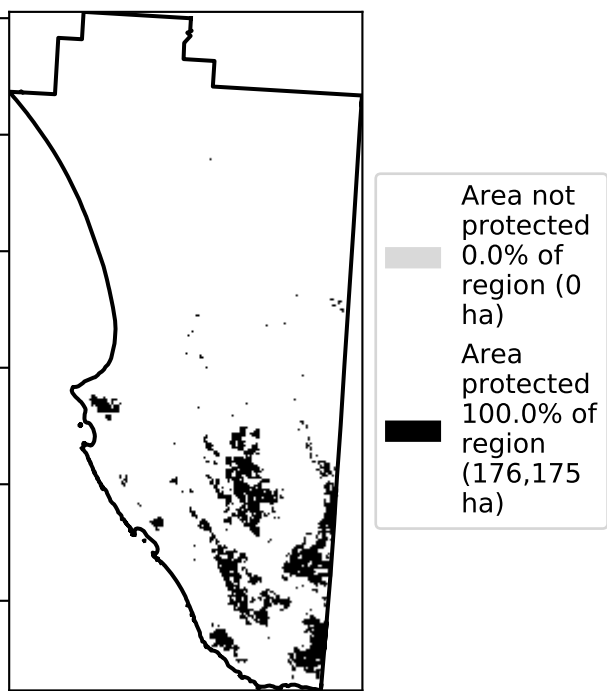 Area not
protected
0.0% of
region (0
ha)
Area
protected
100.0% of
region
(176,175
ha)